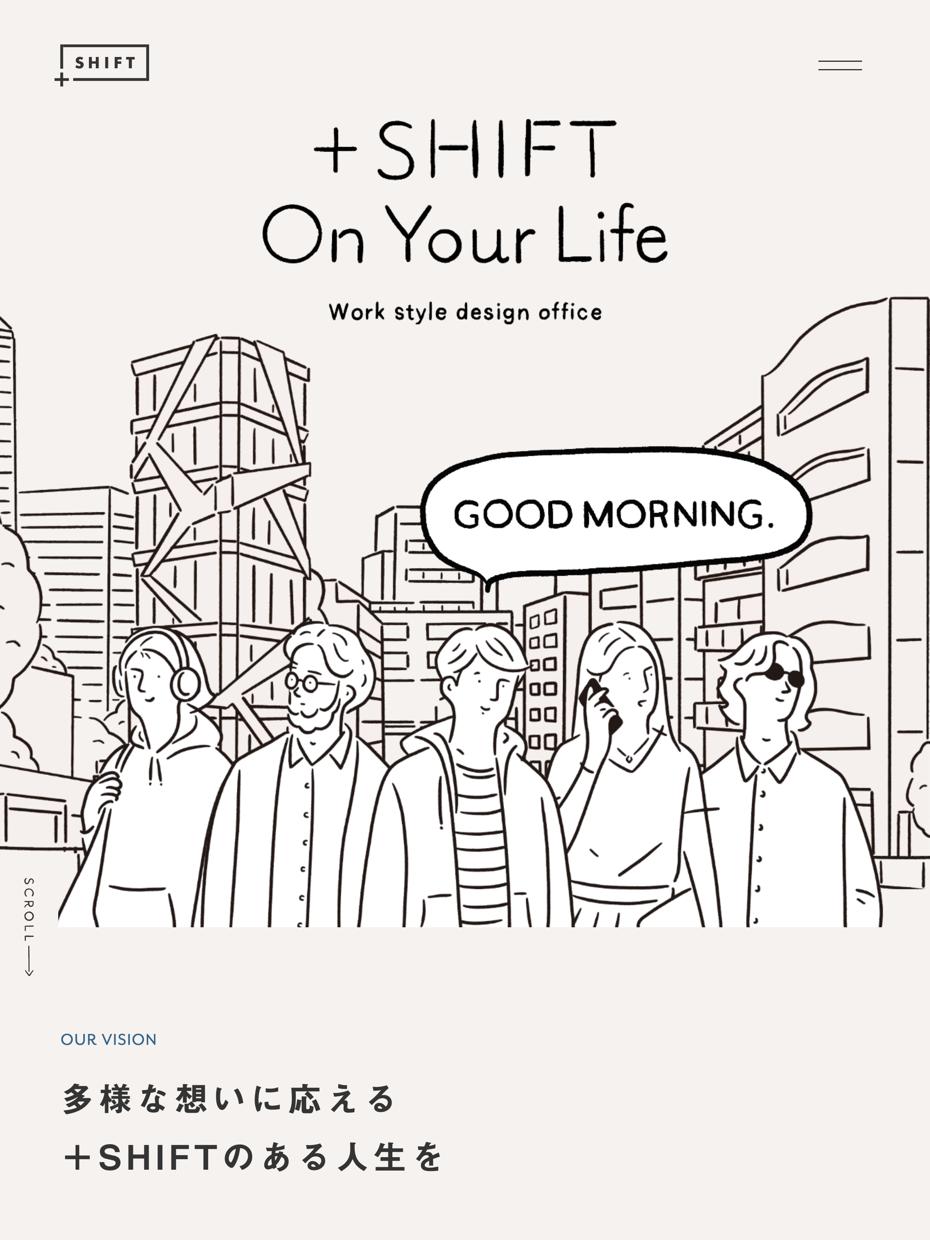 SHIFT
+
+SHIFT
On Your Life
Work style design office
GOOD MORNING.
SCROLL
OUR VISION
多様な想いに応える
＋SHIFTのある人生を